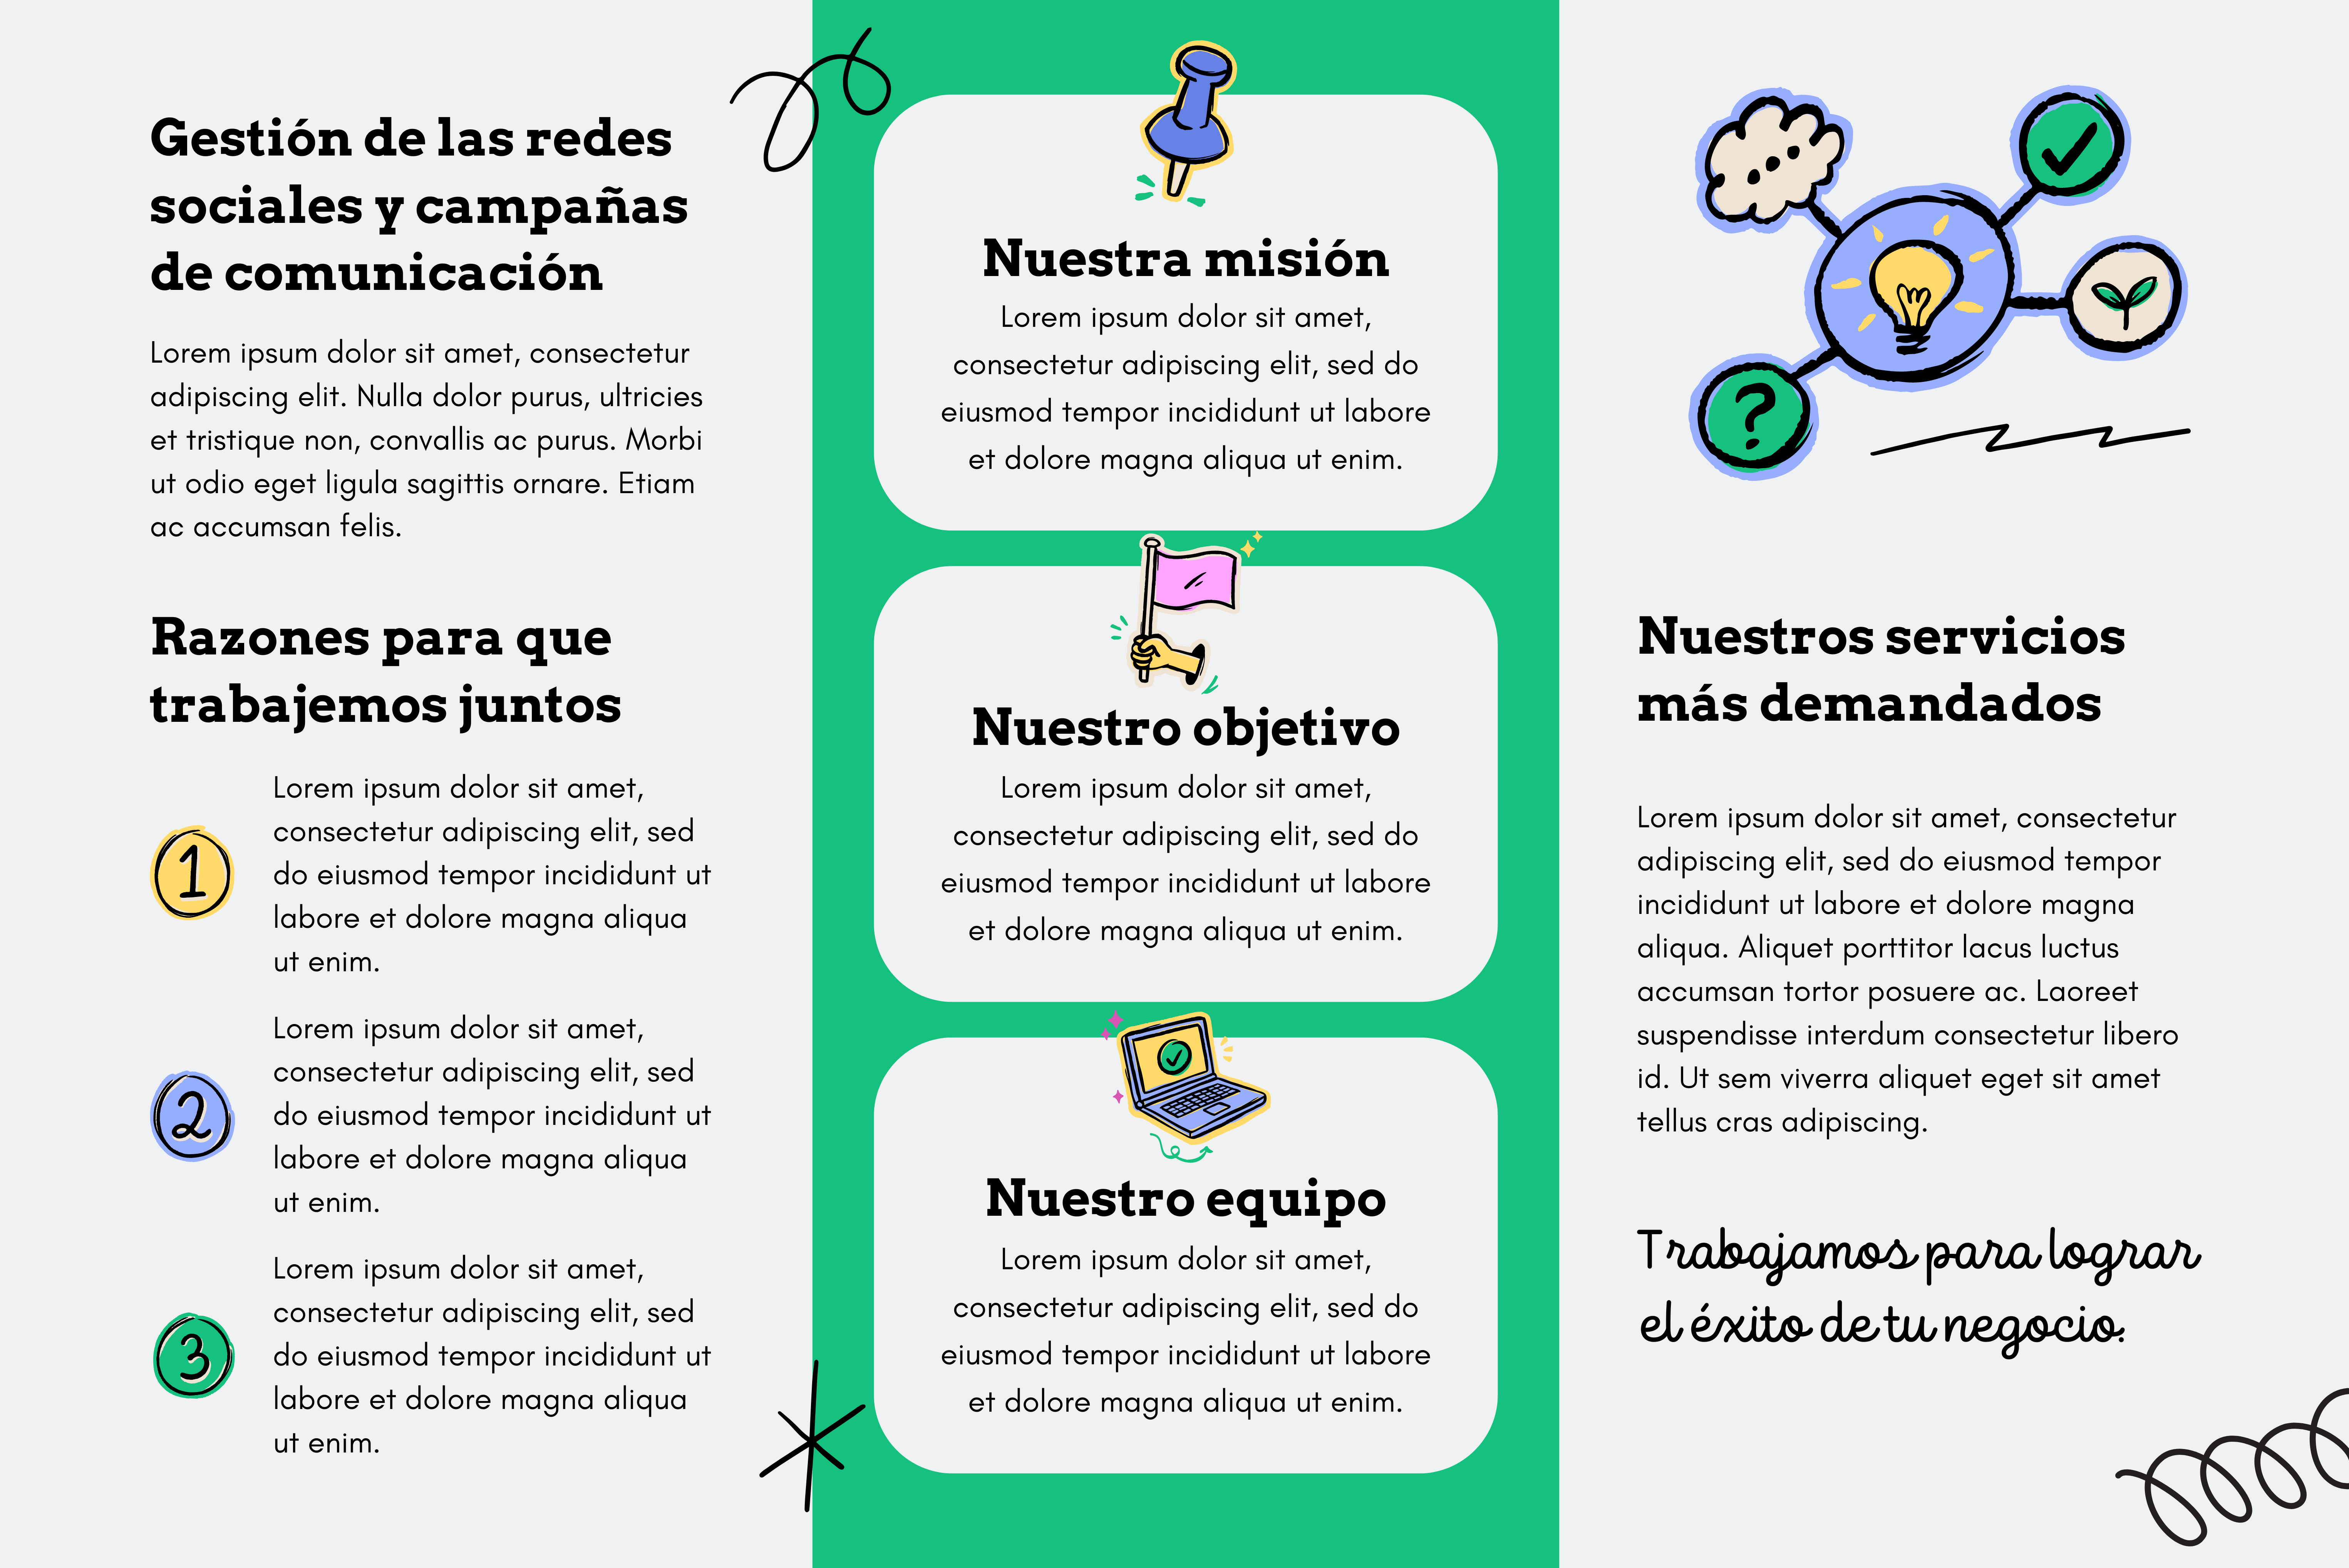 Gestión de las redes
sociales y campañas
de comunicación
Lorem ipsum dolor sit amet, consectetur
adipiscing elit. Nulla dolor purus, ultricies
et tristique non, convallis ac purus. Morbi
ut odio eget ligula sagittis ornare. Etiam
ac accumsan felis.
Razones para que
trabajemos juntos
1
Lorem ipsum dolor sit amet,
consectetur adipiscing elit, sed
do eiusmod tempor incididunt ut
labore et dolore magna aliqua
ut enim.
2
Lorem ipsum dolor sit amet,
consectetur adipiscing elit, sed
do eiusmod tempor incididunt ut
labore et dolore magna aliqua
ut enim.
3
Lorem ipsum dolor sit amet,
consectetur adipiscing elit, sed
do eiusmod tempor incididunt ut
labore et dolore magna aliqua
ut enim.
Nuestra misión
Lorem ipsum dolor sit amet,
consectetur adipiscing elit, sed do
eiusmod tempor incididunt ut labore
et dolore magna aliqua ut enim.
Nuestro objetivo
Lorem ipsum dolor sit amet,
consectetur adipiscing elit, sed do
eiusmod tempor incididunt ut labore
et dolore magna aliqua ut enim.
Nuestro equipo
Lorem ipsum dolor sit amet,
consectetur adipiscing elit, sed do
eiusmod tempor incididunt ut labore
et dolore magna aliqua ut enim.
?
Nuestros servicios
más demandados
Lorem ipsum dolor sit amet, consectetur
adipiscing elit, sed do eiusmod tempor
incididunt ut labore et dolore magna
aliqua. Aliquet porttitor lacus luctus
accumsan tortor posuere ac. Laoreet
suspendisse interdum consectetur libero
id. Ut sem viverra aliquet eget sit amet
tellus cras adipiscing.
Trabajamos para lograr
el éxito de tu negocio.